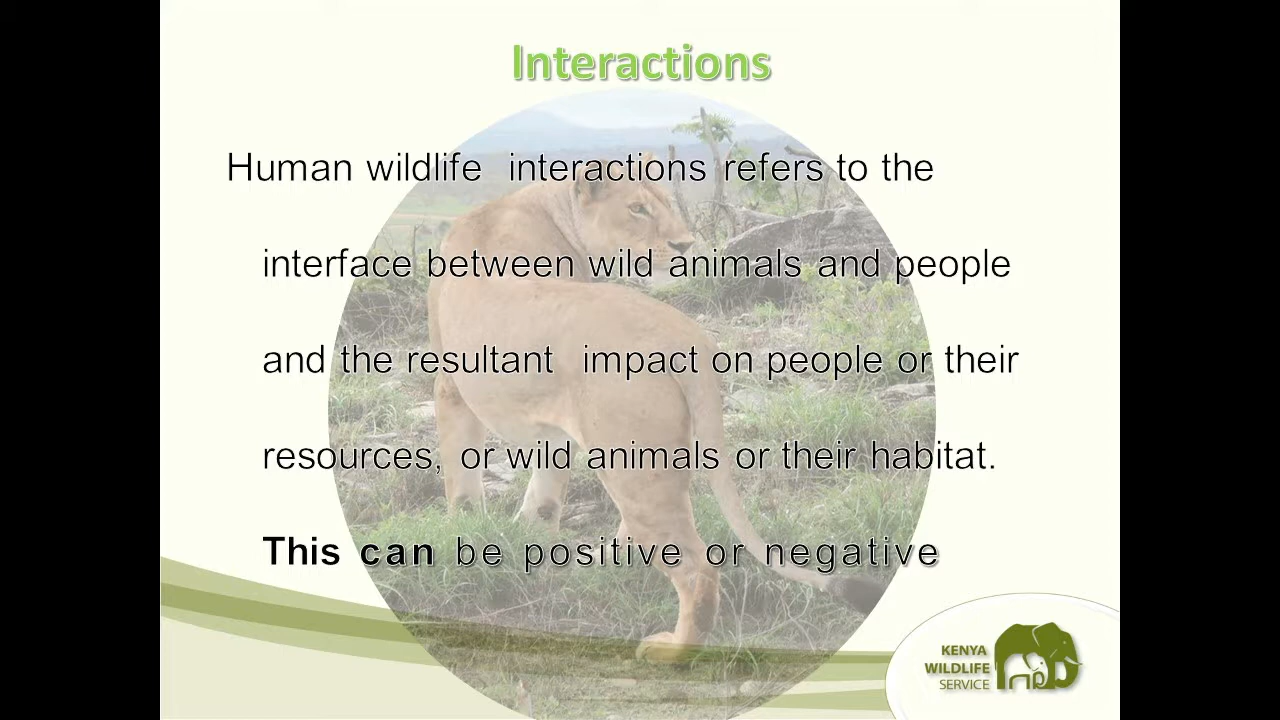 Interactions
Human wildlife interactions refers to the
interface between wild animals and people
and the resultant impact on people or their
resources, or wild animals or their habitat.
This can be positive or negative
KENYA
WILDLIFE
SERVICE